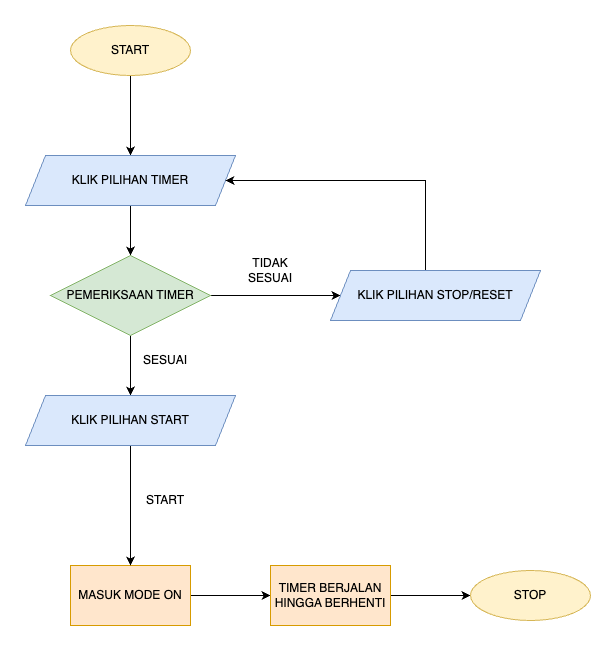 START
KLIK PILIHAN TIMER
PEMERIKSAAN TIMER
TIDAK
SESUAI
KLIK PILIHAN STOP/RESET
SESUAI
KLIK PILIHAN START
START
MASUK MODE ON
TIMER BERJALAN
HINGGA BERHENTI
STOP